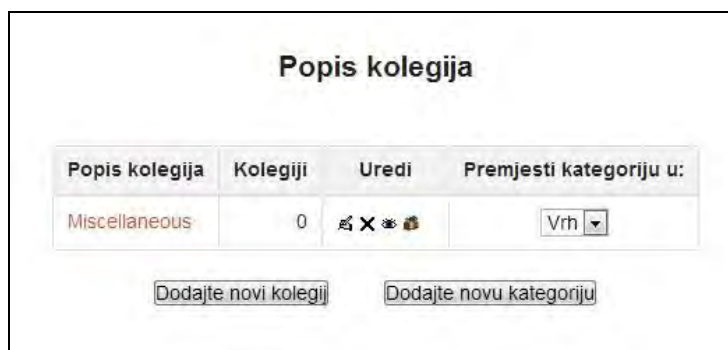 Popis kolegija
Popis kolegija Kolegiji Uredi Premjesti kategoriju u:
Miscellaneous 0 Vrh
Dodajte novi kolegij Dodajte novu kategoriju